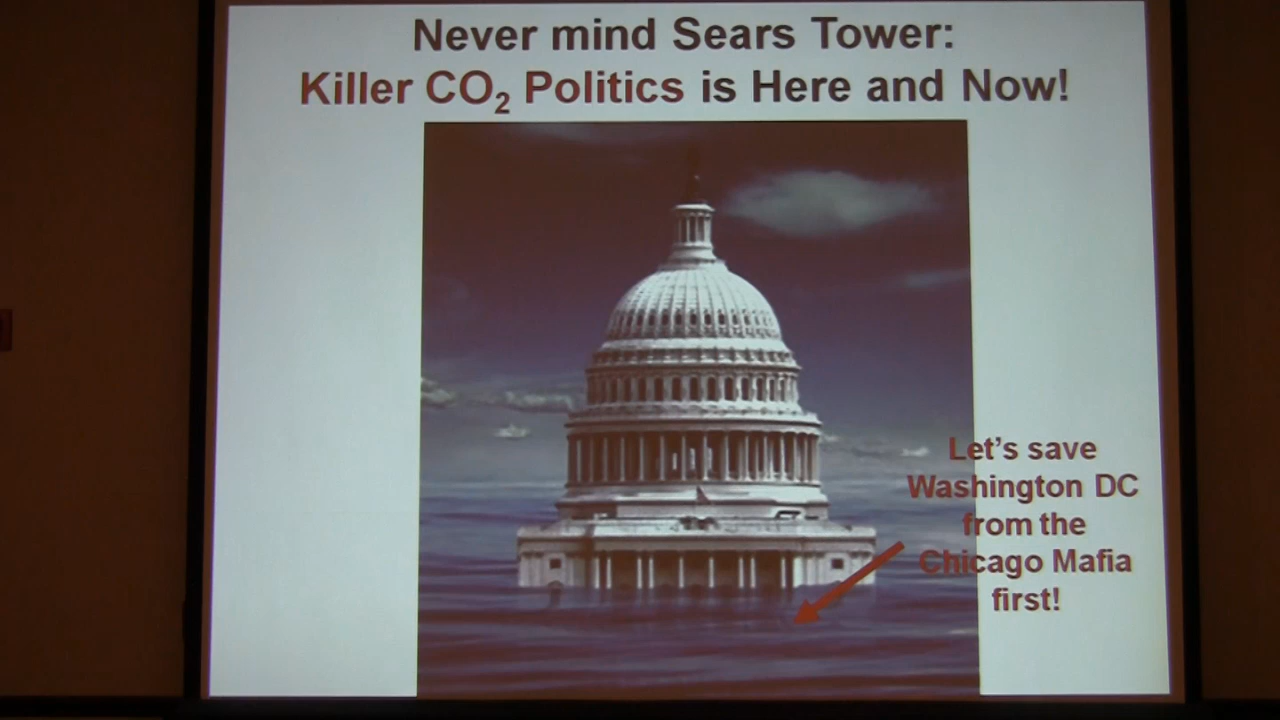 Never mind Sears Tower:
Killer CO₂ Politics is Here and Now!
Let's save
Washington DC
from the
Chicago Mafia
first!